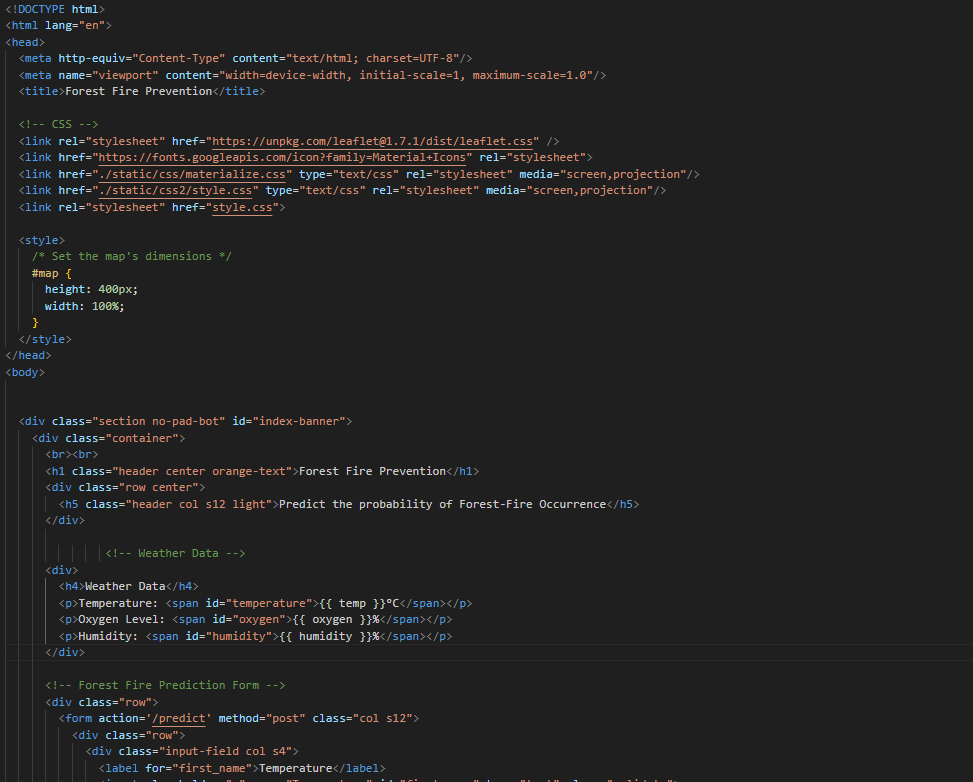 <!DOCTYPE html>
<html lang="en">
<head>
<meta http-equiv="Content-Type" content="text/html; charset=UTF-8"/>
<meta name="viewport" content="width=device-width, initial-scale=1, maximum-scale=1.0"/>
<title>Forest Fire Prevention</title>
<!-- CSS -->
<link rel="stylesheet" href="https://unpkg.com/leaflet@1.7.1/dist/leaflet.css" />
<link href="https://fonts.googleapis.com/icon?family=Material+Icons" rel="stylesheet">
<link href="./static/css/materialize.css" type="text/css" rel="stylesheet" media="screen,projection"/>
<link href="./static/css2/style.css" type="text/css" rel="stylesheet" media="screen,projection"/>
<link rel="stylesheet" href="style.css">
<style>
/* Set the map's dimensions */
#map {
height: 400px;
width: 100%;
}
</style>
</head>
<body>
<div class="section no-pad-bot" id="index-banner">
<div class="container">
<br><br>
<h1 class="header center orange-text">Forest Fire Prevention</h1>
<div class="row center">
<h5 class="header col s12 light">Predict the probability of Forest-Fire Occurrence</h5>
</div>
<!-- Weather Data -->
<div>
<h4>Weather Data</h4>
<p>Temperature: <span id="temperature">{{ temp }}°C</span></p>
<p>Oxygen Level: <span id="oxygen">{{ oxygen }}%</span></p>
<p>Humidity: <span id="humidity">{{ humidity }}%</span></p>
</div>
<!-- Forest Fire Prediction Form -->
<div class="row">
<form action='/predict' method="post" class="col s12">
<div class="row">
<div class="input-field col s4">
<label for="first_name">Temperature</label>